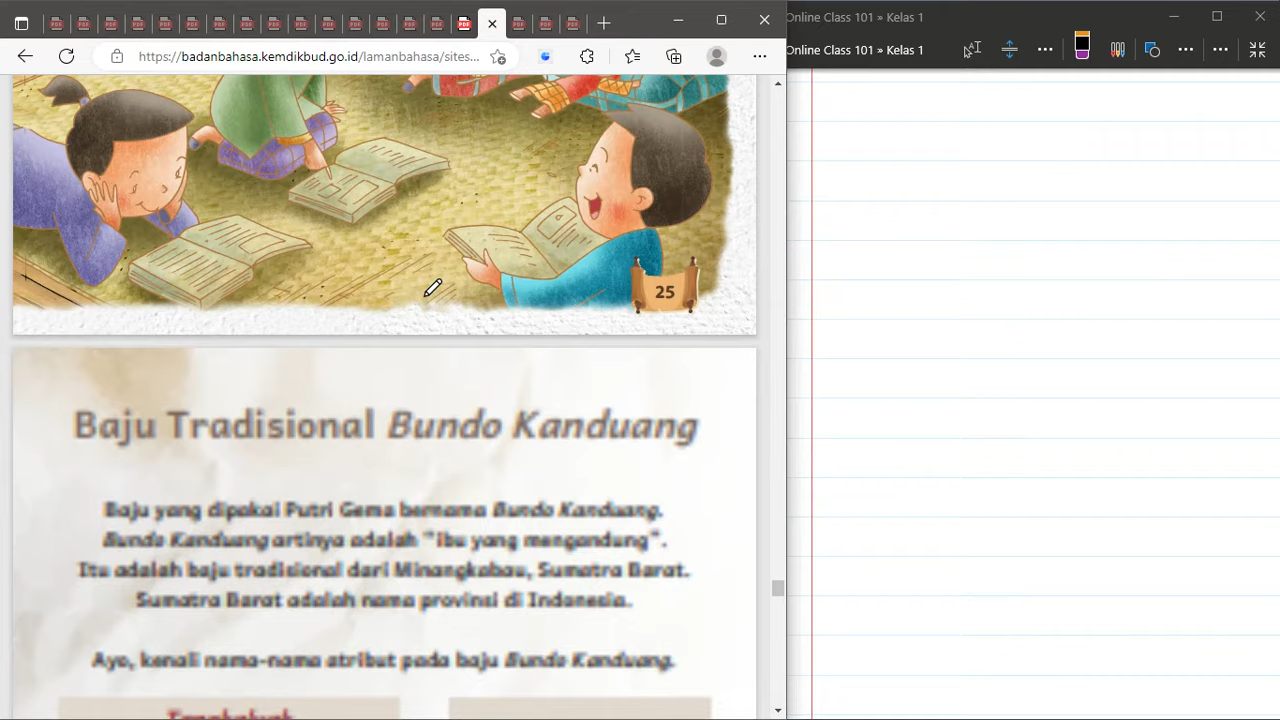 Online Class 101 » Kelas 1
https://badanbahasa.kemdikbud.go.id/lamanbahasa/sites...
Online Class 101 » Kelas 1
25
Baju Tradisional Bundo Kanduang
Baju yang dipakai Putri Gema bernama Bundo Kanduang.
Bundo Kanduang artinya adalah "ibu yang mengandung".
Itu adalah baju tradisional dari Minangkabau, Sumatra Barat.
Sumatra Barat adalah nama provinsi di Indonesia.
Ayo, kenali nama-nama atribut pada baju Bundo Kanduang.